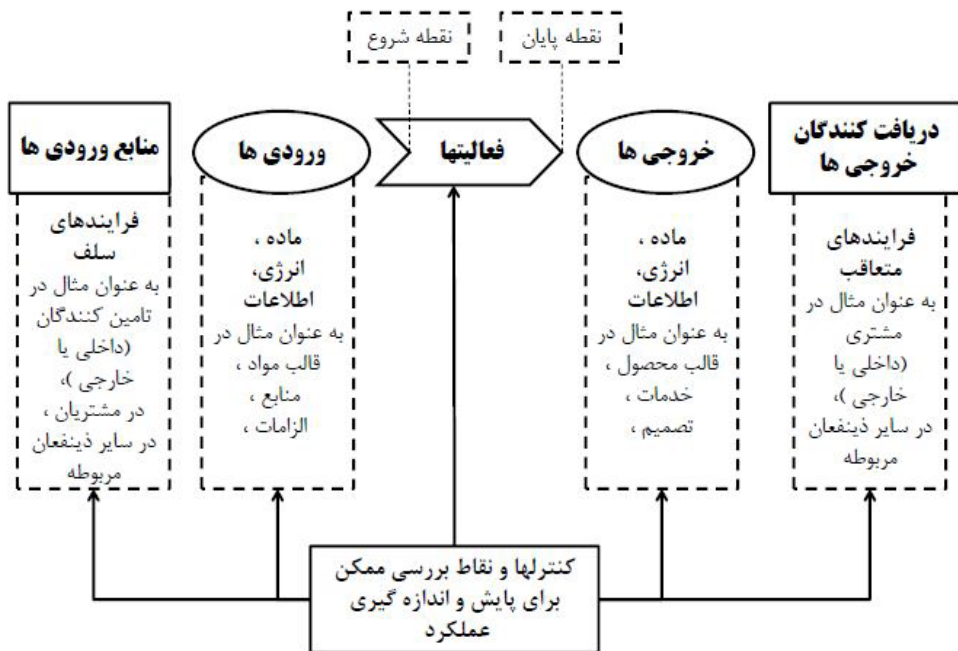 نقطه شروع
نقطه پایان
منابع ورودی ها
ورودی ها
فعالیتها
خروجی ها
دریافت کنندگان
خروجی ها
فرایندهای
سلف
به عنوان مثال در
تامین کنندگان
(داخلی یا
خارجی )،
در مشتریان ،
در سایر ذینفعان
مربوطه
ماده ،
انرژی،
اطلاعات
به عنوان مثال در
قالب مواد ،
منابع ،
الزامات ،
ماده ،
انرژی،
اطلاعات
به عنوان مثال در
قالب محصول ،
خدمات ،
تصمیم ،
فرایندهای
متعاقب
به عنوان مثال در
مشتری
(داخلی یا
خارجی )،
در سایر ذینفعان
مربوطه
کنترلها و نقاط بررسی ممکن
برای پایش و اندازه گیری
عملکرد